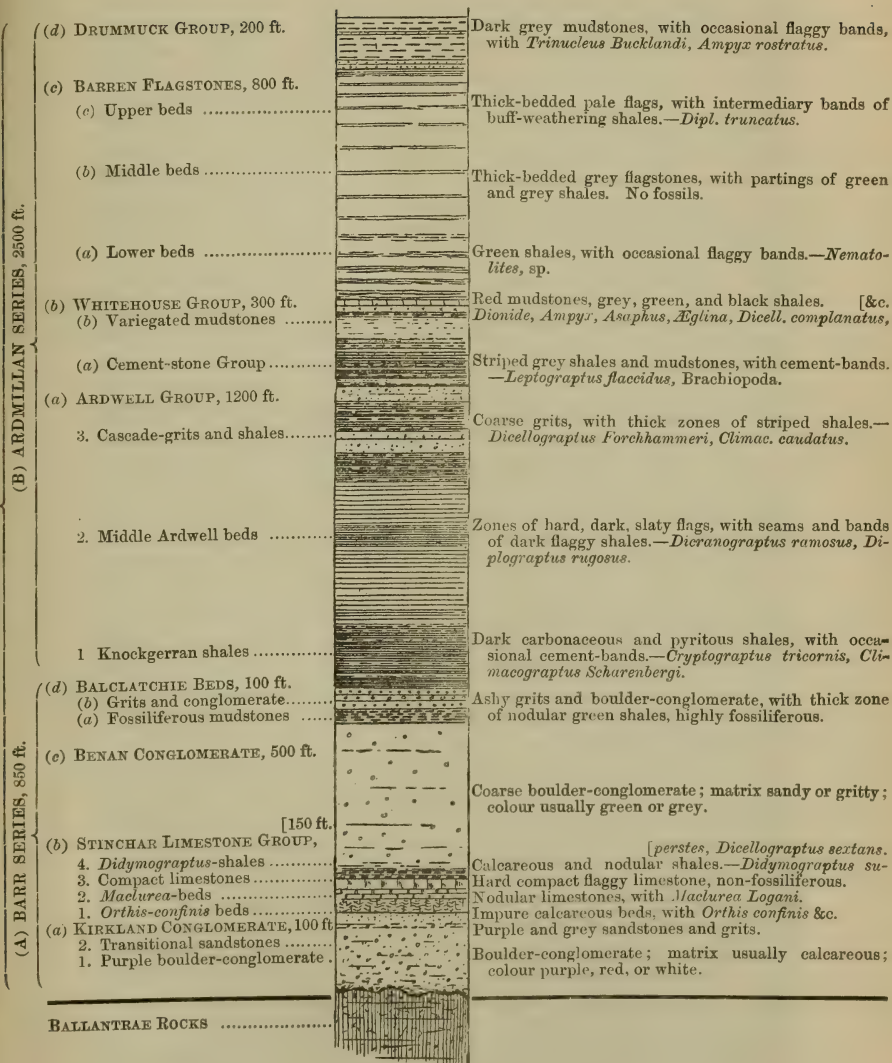 (B) ARDMILLAN SERIES, 2500 ft.
(d) DRUMMUCK GROUP, 200 ft.
Dark grey mudstones, with occasional flaggy bands,
with Trinucleus Bucklandi, Ampyx rostratus.
(c) BARREN FLAGSTONES, 800 ft.
(c) Upper beds ..................
Thick-bedded pale flags, with intermediary bands of
buff-weathering shales.—Dipl. truncatus.
(b) Middle beds ..................
Thick-bedded grey flagstones, with partings of green
and grey shales. No fossils.
(a) Lower beds ..................
Green shales, with occasional flaggy bands.—Nemato-
lites, sp.
(b) WHITEHOUSE GROUP, 300 ft.
(b) Variegated mudstones ........
Red mudstones, grey, green, and black shales. [&c.
Dionide, Ampyx, Asaphus, Æglina, Dicell. complanatus,
(a) Cement-stone Group ...........
Striped grey shales and mudstones, with cement-bands.
—Leptograptus flaccidus, Brachiopoda.
(a) ARDWELL GROUP, 1200 ft.
3. Cascade-grits and shales.......
Coarse grits, with thick zones of striped shales.—
Dicellograptus Forchhammeri, Climac. caudatus.
2. Middle Ardwell beds ..........
Zones of hard, dark, slaty flags, with seams and bands
of dark flaggy shales.—Dicranograptus ramosus, Di-
plograptus rugosus.
1 Knockgerran shales .............
Dark carbonaceous and pyritous shales, with occa-
sional cement-bands.—Cryptograptus tricornis, Cli-
macograptus Scharenbergi.
(A) BARR SERIES, 850 ft.
(d) BALCLATCHIE BEDS, 100 ft.
(b) Grits and conglomerate.......
(a) Fossiliferous mudstones .....
Ashy grits and boulder-conglomerate, with thick zone
of nodular green shales, highly fossiliferous.
(c) BENAN CONGLOMERATE, 500 ft.
Coarse boulder-conglomerate; matrix sandy or gritty;
colour usually green or grey.
[150 ft.
(b) STINCHAR LIMESTONE GROUP,
[perstes, Dicellograptus sextans.
4. Didymograptus-shales .........
Calcareous and nodular shales.—Didymograptus su-
3. Compact limestones ...........
Hard compact flaggy limestone, non-fossiliferous.
2. Maclurea-beds ................
Nodular limestones, with Maclurea Logani.
1. Orthis-confinis beds ............
Impure calcareous beds, with Orthis confinis &c.
(a) KIRKLAND CONGLOMERATE, 100 ft
2. Transitional sandstones ........
Purple and grey sandstones and grits.
1. Purple boulder-conglomerate .
Boulder-conglomerate; matrix usually calcareous;
colour purple, red, or white.
BALLANTRAE ROCKS ..................